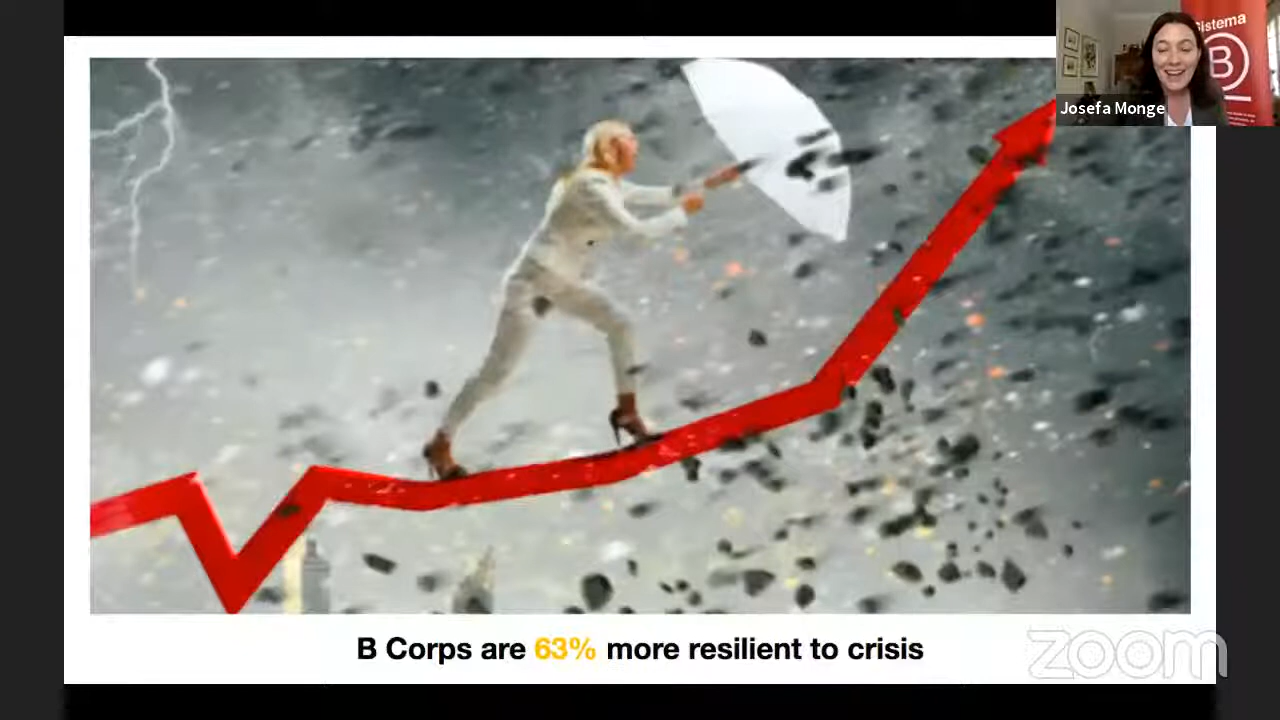 Sistema
B
Josefa Monge
B Corps are 63% more resilient to crisis
zoom